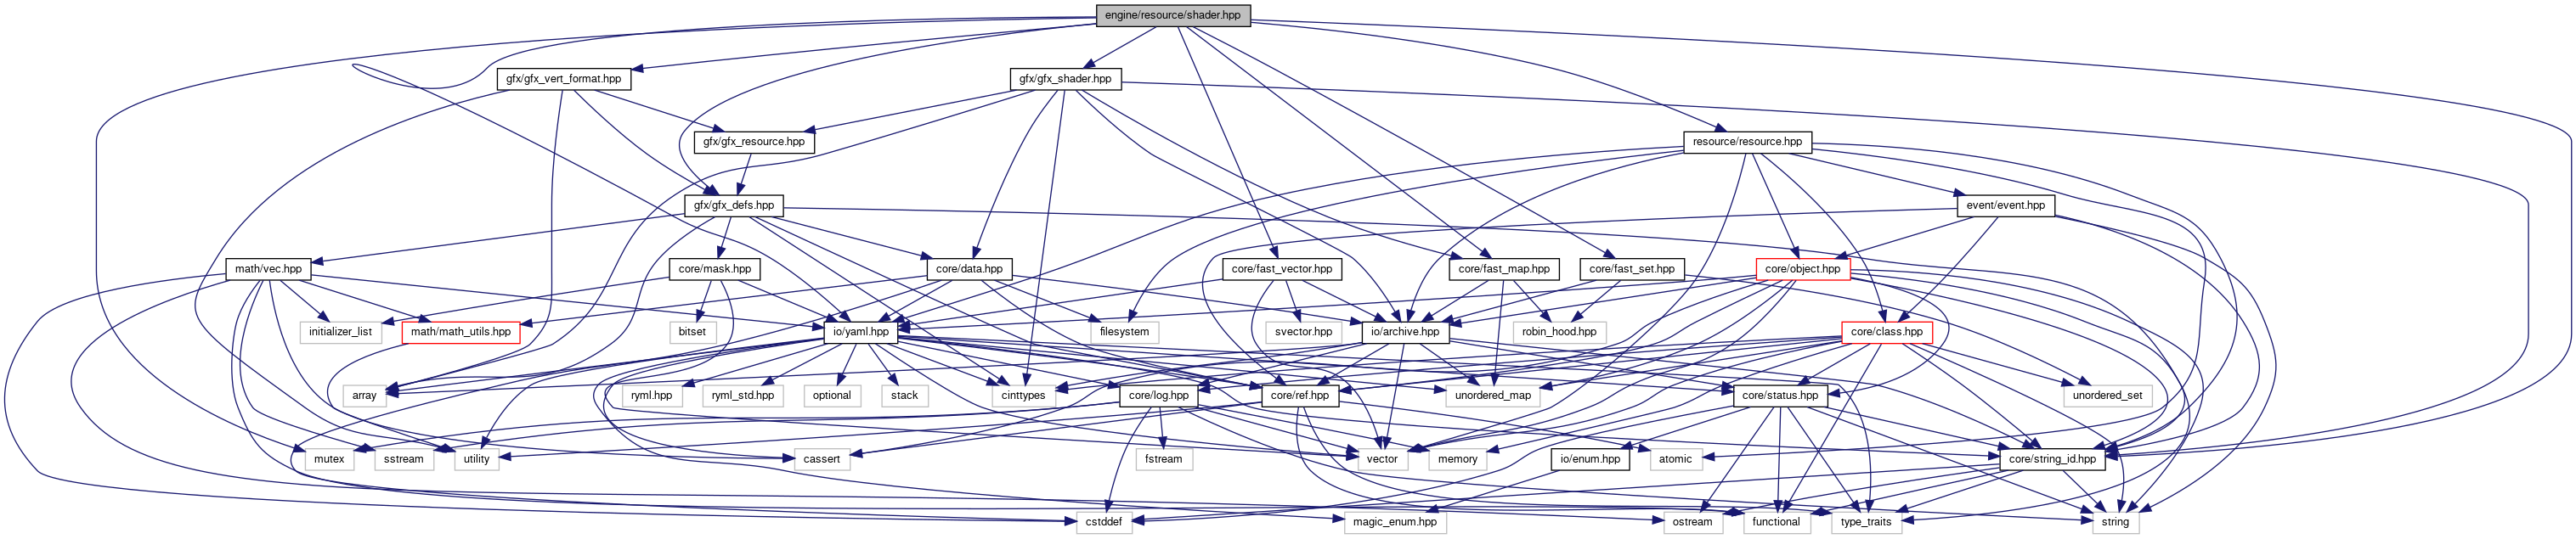 engine/resource/shader.hpp
gfx/gfx_vert_format.hpp
gfx/gfx_shader.hpp
gfx/gfx_resource.hpp
resource/resource.hpp
gfx/gfx_defs.hpp
event/event.hpp
math/vec.hpp
core/mask.hpp
core/data.hpp
core/fast_vector.hpp
core/fast_map.hpp
core/fast_set.hpp
core/object.hpp
initializer_list
math/math_utils.hpp
bitset
io/yaml.hpp
filesystem
svector.hpp
io/archive.hpp
robin_hood.hpp
core/class.hpp
array
ryml.hpp
ryml_std.hpp
optional
stack
cinttypes
core/log.hpp
core/ref.hpp
unordered_map
core/status.hpp
unordered_set
mutex
sstream
utility
cassert
fstream
vector
memory
io/enum.hpp
atomic
core/string_id.hpp
cstddef
magic_enum.hpp
ostream
functional
type_traits
string